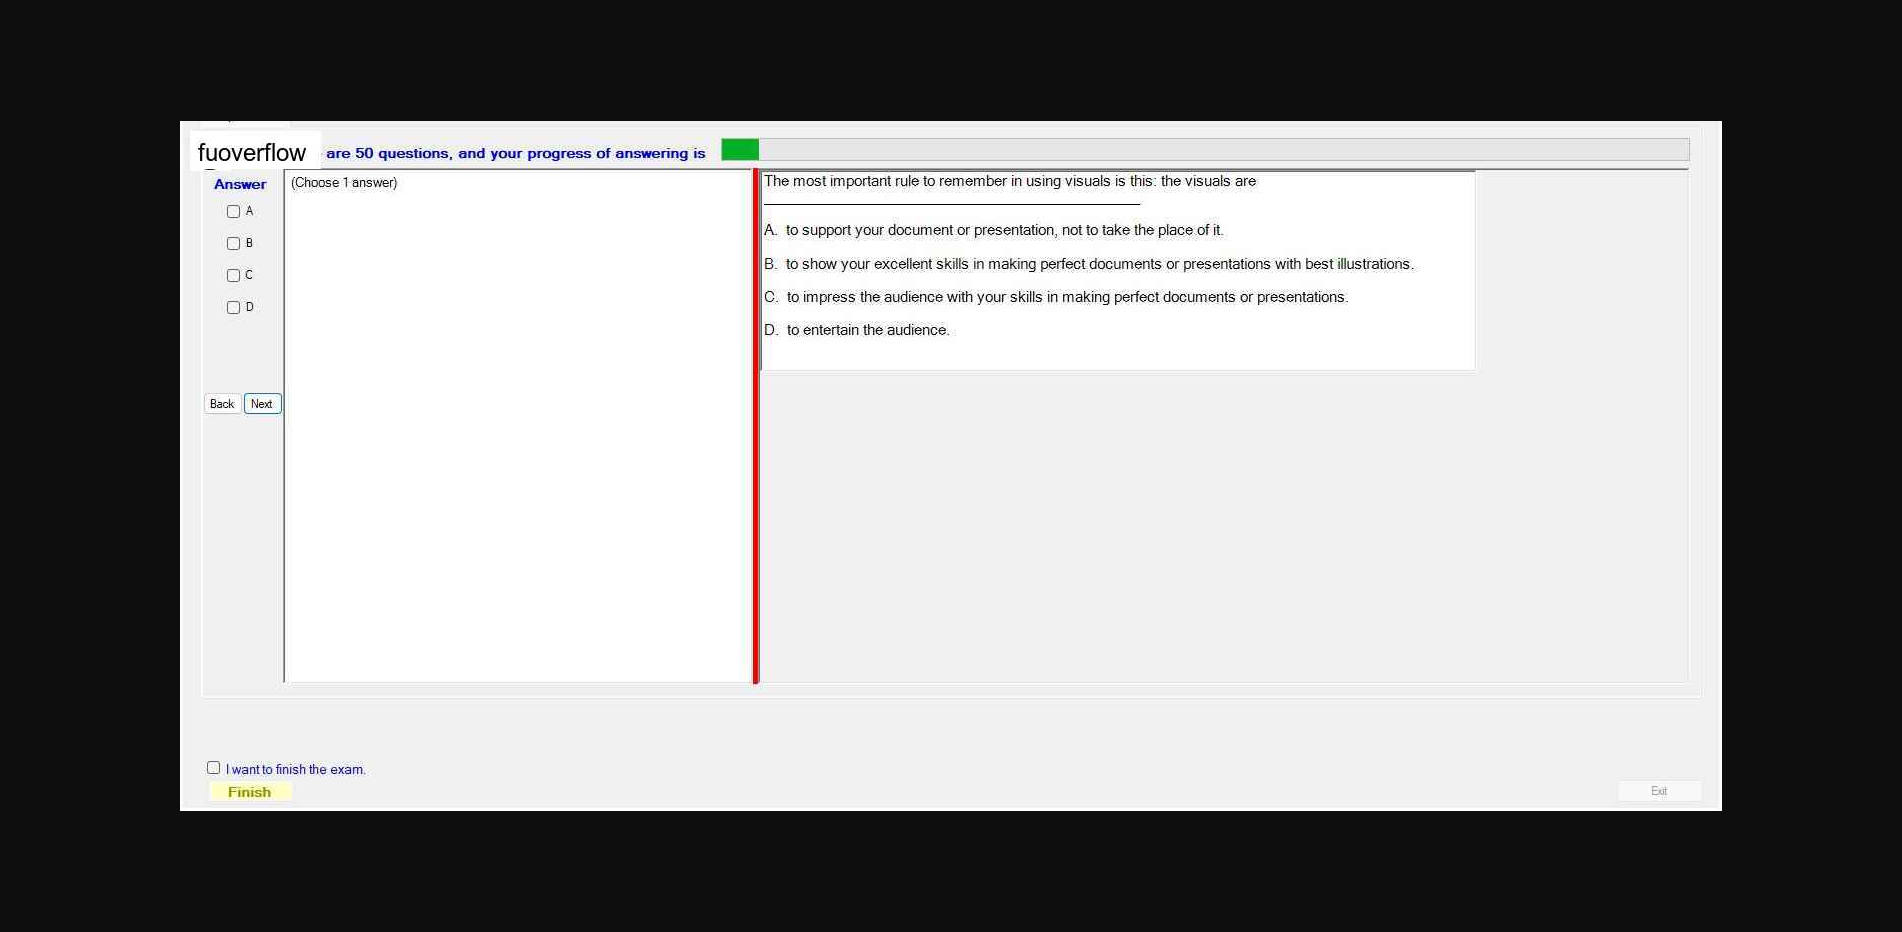 fuoverflow are 50 questions, and your progress of answering is
Answer
(Choose 1 answer)
A
B
C
D
Back Next
The most important rule to remember in using visuals is this: the visuals are
A. to support your document or presentation, not to take the place of it.
B. to show your excellent skills in making perfect documents or presentations with best illustrations.
C. to impress the audience with your skills in making perfect documents or presentations.
D. to entertain the audience.
I want to finish the exam.
Finish
Exit